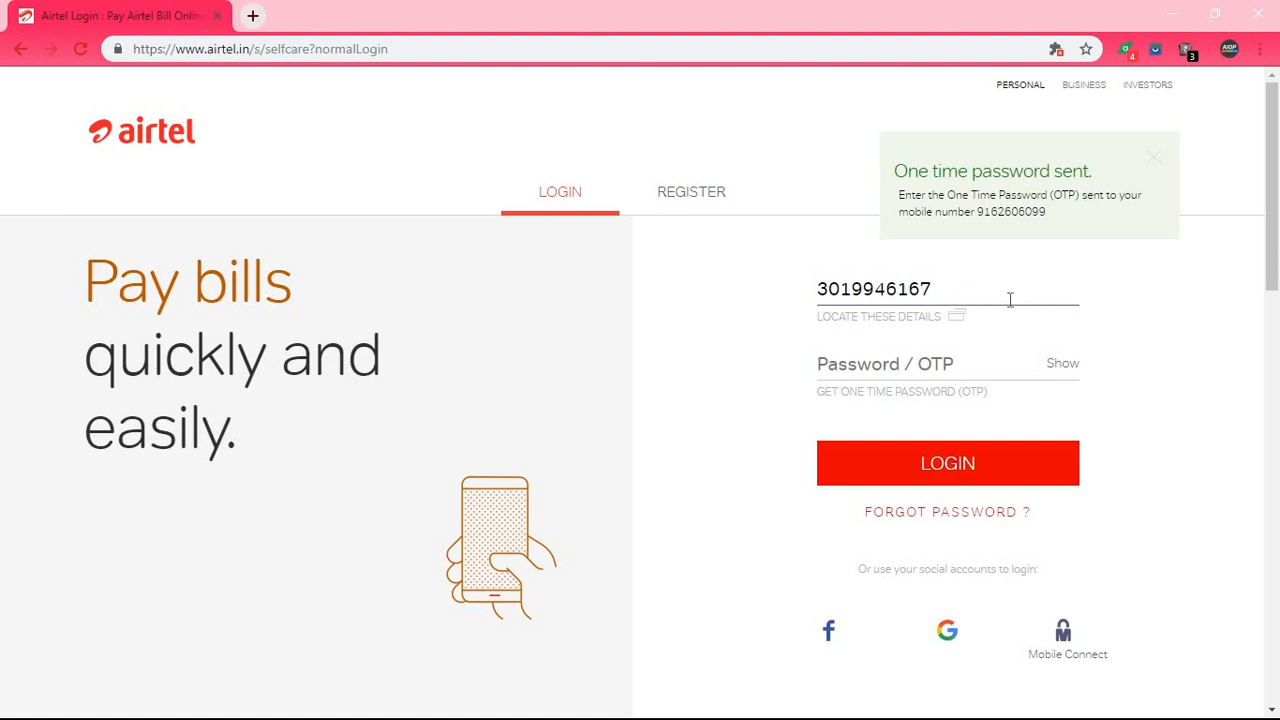 Airtel Login : Pay Airtel Bill Onlin
https://www.airtel.in/s/selfcare?normalLogin
4
3
AIOP
PERSONAL BUSINESS INVESTORS
airtel
One time password sent.
Enter the One Time Password (OTP) sent to your
mobile number 9162606099
LOGIN REGISTER
Pay bills
quickly and
easily.
3019946167
LOCATE THESE DETAILS
Password / OTP Show
GET ONE TIME PASSWORD (OTP)
LOGIN
FORGOT PASSWORD ?
Or use your social accounts to login:
Mobile Connect